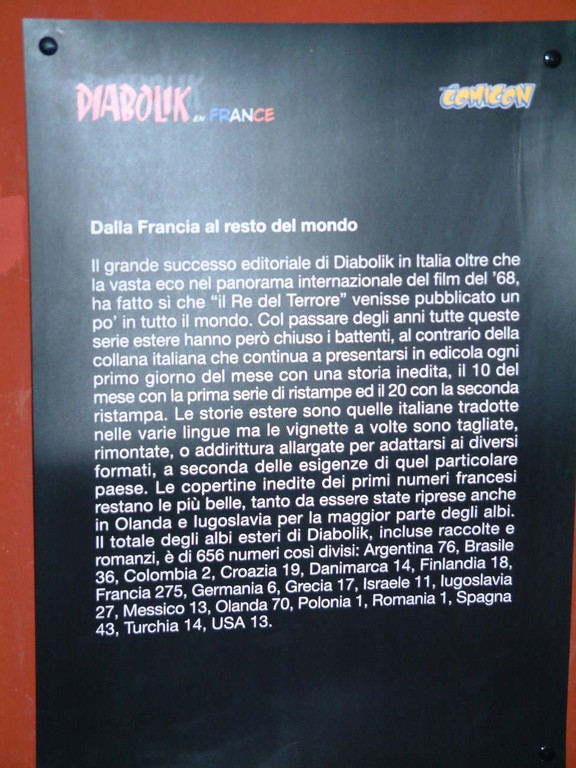 DIABOLIK EN FRANCE
COMICON
Dalla Francia al resto del mondo
Il grande successo editoriale di Diabolik in Italia oltre che
la vasta eco nel panorama internazionale del film del '68,
ha fatto sì che “il Re del Terrore” venisse pubblicato un
po' in tutto il mondo. Col passare degli anni tutte queste
serie estere hanno però chiuso i battenti, al contrario della
collana italiana che continua a presentarsi in edicola ogni
primo giorno del mese con una storia inedita, il 10 del
mese con la prima serie di ristampe ed il 20 con la seconda
ristampa. Le storie estere sono quelle italiane tradotte
nelle varie lingue ma le vignette a volte sono tagliate,
rimontate, o addirittura allargate per adattarsi ai diversi
formati, a seconda delle esigenze di quel particolare
paese. Le copertine inedite dei primi numeri francesi
restano le più belle, tanto da essere state riprese anche
in Olanda e Iugoslavia per la maggior parte degli albi.
Il totale degli albi esteri di Diabolik, incluse raccolte e
romanzi, è di 656 numeri così divisi: Argentina 76, Brasile
36, Colombia 2, Croazia 19, Danimarca 14, Finlandia 18,
Francia 275, Germania 6, Grecia 17, Israele 11, Iugoslavia
27, Messico 13, Olanda 70, Polonia 1, Romania 1, Spagna
43, Turchia 14, USA 13.